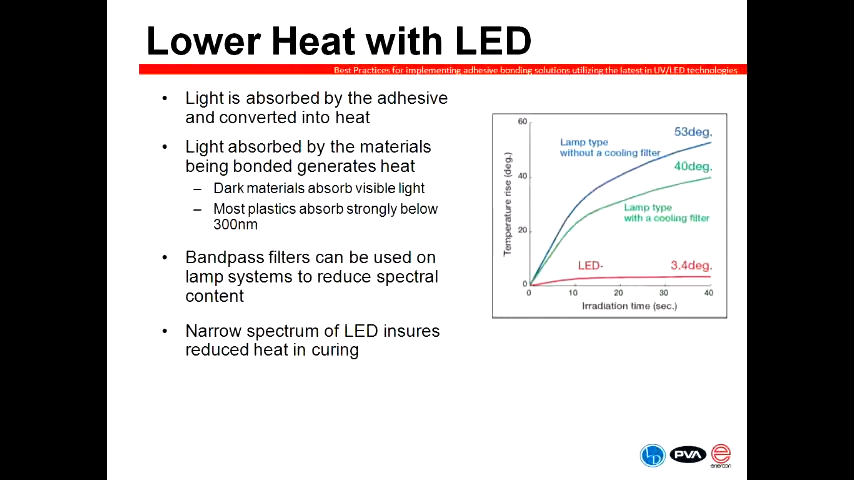 Lower Heat with LED
Best Practices for implementing adhesive bonding solutions utilizing the latest in UV/LED technologies
• Light is absorbed by the adhesive
and converted into heat
• Light absorbed by the materials
being bonded generates heat
– Dark materials absorb visible light
– Most plastics absorb strongly below
300nm
• Bandpass filters can be used on
lamp systems to reduce spectral
content
• Narrow spectrum of LED insures
reduced heat in curing
Temperature rise (deg.)
60
40
20
0
53deg.
Lamp type
without a cooling filter
40deg.
Lamp type
with a cooling filter
LED-
3.4deg.
0 10 20 30 40
Irradiation time (sec.)
LD
PVA
enercon